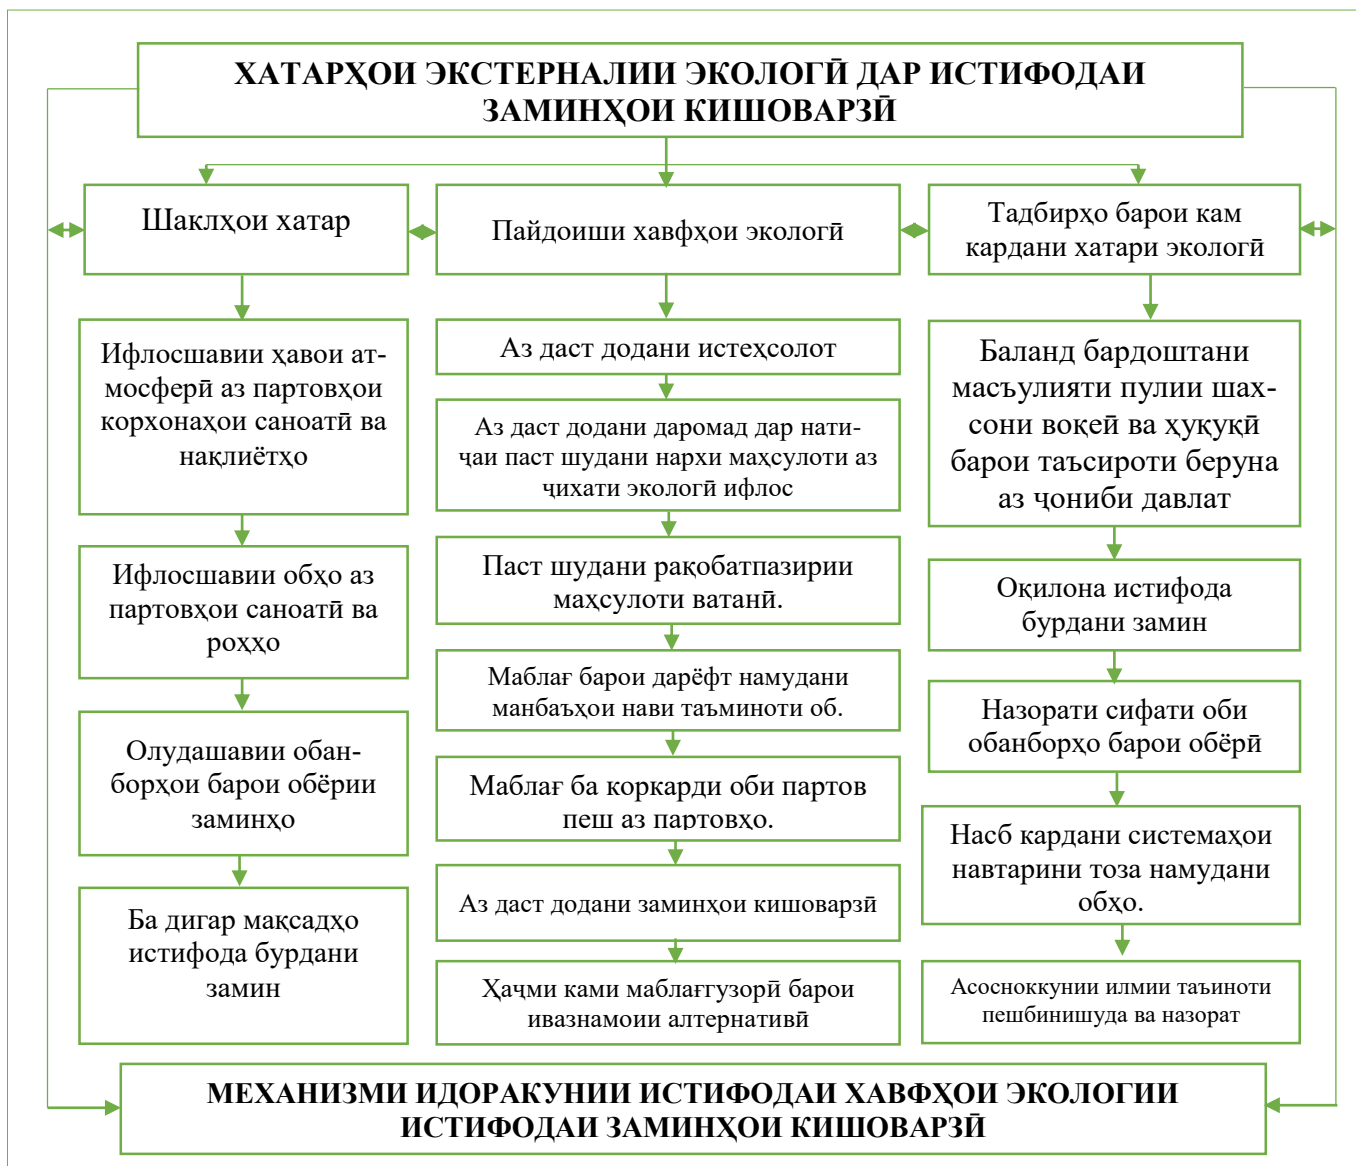 ХАТАРҲОИ ЭКСТЕРНАЛИИ ЭКОЛОГӢ ДАР ИСТИФОДАИ
ЗАМИНҲОИ КИШОВАРЗӢ
Шаклҳои хатар
Пайдоиши хавфҳои экологӣ
Тадбирҳо барои кам
кардани хатари экологӣ
Ифлосшавии ҳавои ат-
мосферӣ аз партовҳои
корхонаҳои саноатӣ ва
нақлиётҳо
Ифлосшавии обҳо аз
партовҳои саноатӣ ва
роҳҳо
Олудашавии обан-
борҳои барои обёрии
заминҳо
Ба дигар мақсадҳо
истифода бурдани
замин
Аз даст додани истеҳсолот
Аз даст додани даромад дар нати-
ҷаи паст шудани нархи маҳсулоти аз
ҷихати экологӣ ифлос
Паст шудани рақобатпазирии
маҳсулоти ватанӣ.
Маблағ барои дарёфт намудани
манбаъҳои нави таъминоти об.
Маблағ ба коркарди оби партов
пеш аз партовҳо.
Аз даст додани заминҳои кишоварзӣ
Ҳаҷми ками маблағгузорӣ барои
ивазнамоии алтернативӣ
Баланд бардоштани
масъулияти пулии шах-
сони воқеӣ ва ҳуқуқӣ
барои таъсироти беруна
аз ҷониби давлат
Оқилона истифода
бурдани замин
Назорати сифати оби
обанборҳо барои обёрӣ
Насб кардани системаҳои
навтарини тоза намудани
обҳо.
Асосноккунии илмии таъиноти
пешбинишуда ва назорат
МЕХАНИЗМИ ИДОРАКУНИИ ИСТИФОДАИ ХАВФҲОИ ЭКОЛОГИИ
ИСТИФОДАИ ЗАМИНҲОИ КИШОВАРЗӢ